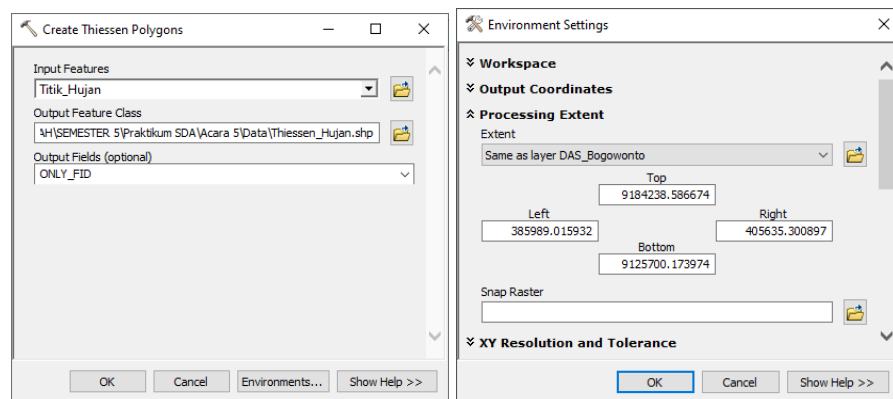 Create Thiessen Polygons
Input Features
Titik_Hujan
Output Feature Class
\SEMESTER 5\Praktikum SDA\Acara 5\Data\Thiessen_Hujan.shp
Output Fields (optional)
ONLY_FID
OK
Cancel
Environments...
Show Help >>
Environment Settings
Workspace
Output Coordinates
Processing Extent
Extent
Same as layer DAS_Bogowonto
Top
9184238.586674
Left
Right
385989.015932
405635.300897
Bottom
9125700.173974
Snap Raster
XY Resolution and Tolerance
OK
Cancel
Show Help >>